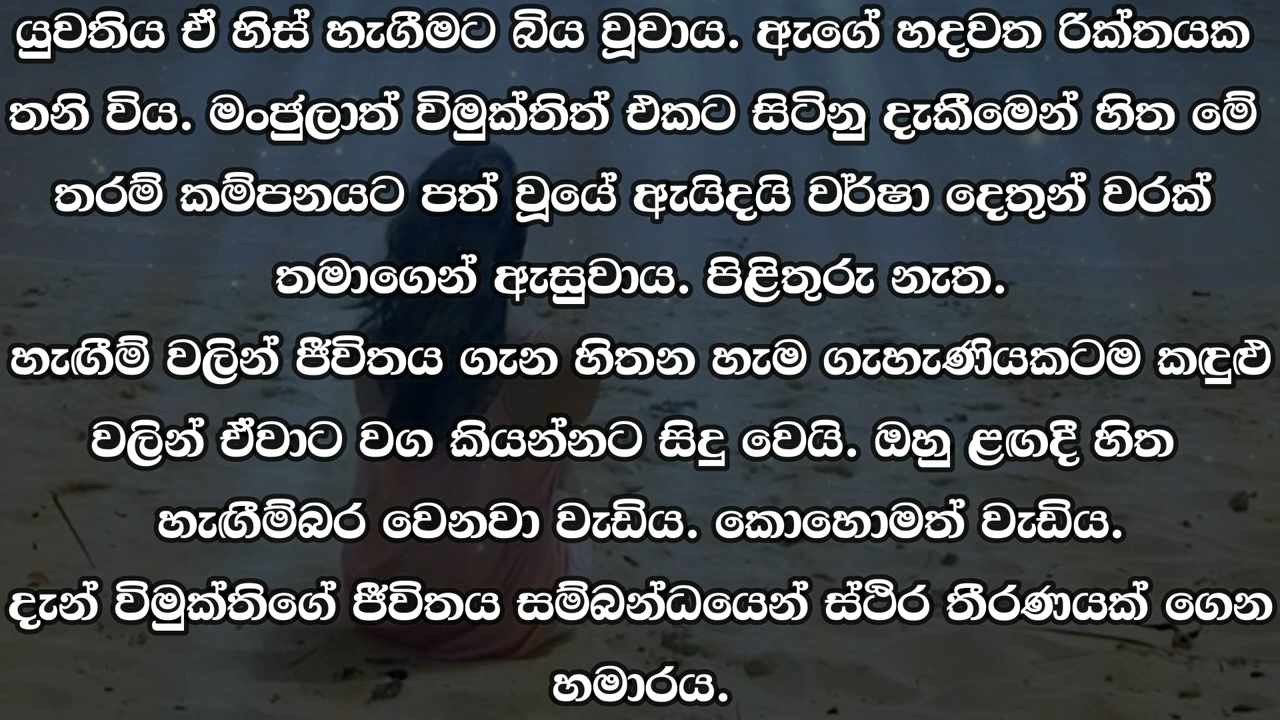 යුවතිය ඒ හිස් හැගීමට බිය වූවාය. ඇගේ හදවත රික්තයක
තනි විය. මංජුලාත් විමුක්තිත් එකට සිටිනු දැකීමෙන් හිත මේ
තරම් කම්පනයට පත් වූයේ ඇයිදයි වර්ෂා දෙතුන් වරක්
තමාගෙන් ඇසුවාය. පිළිතුරු නැත.
හැඟීම් වලින් ජීවිතය ගැන හිතන හැම ගැහැණියකටම කඳුළු
වලින් ඒවාට වග කියන්නට සිදු වෙයි. ඔහු ළඟදී හිත
හැඟීම්බර වෙනවා වැඩිය. කොහොමත් වැඩිය.
දැන් විමුක්තිගේ ජීවිතය සම්බන්ධයෙන් ස්ථිර තීරණයක් ගෙන
හමාරය.